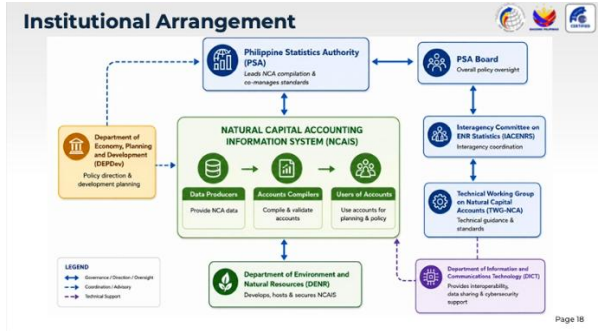 Institutional Arrangement
Philippine Statistics Authority
(PSA)
Leads NCA compilation &
co-manages standards
PSA Board
Overall policy oversight
Department of
Economy, Planning
and Development
(DEPDev)
Policy direction &
development planning
NATURAL CAPITAL ACCOUNTING
INFORMATION SYSTEM (NCAIS)
Data Producers
Provide NCA data
Accounts Compilers
Compile & validate
accounts
Users of Accounts
Use accounts for
planning & policy
Interagency Committee on
ENR Statistics (IACENRS)
Interagency coordination
Technical Working Group
on Natural Capital
Accounts (TWG-NCA)
Technical guidance &
standards
LEGEND
Governance / Direction / Oversight
Coordination / Advisory
Technical Support
Department of Environment and
Natural Resources (DENR)
Develops, hosts & secures NCAIS
Department of Information and
Communications Technology (DICT)
Provides interoperability,
data sharing & cybersecurity
support
Page 18